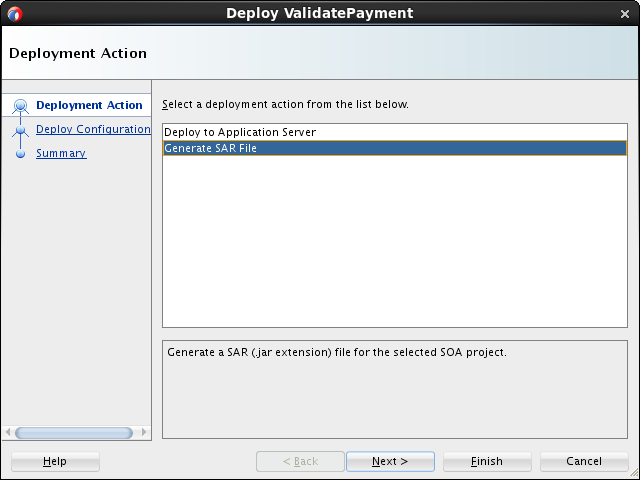 Deploy ValidatePayment
Deployment Action
Deployment Action
Deploy Configuration
Summary
Select a deployment action from the list below.
Deploy to Application Server
Generate SAR File
Generate a SAR (.jar extension) file for the selected SOA project.
Help
< Back
Next >
Finish
Cancel